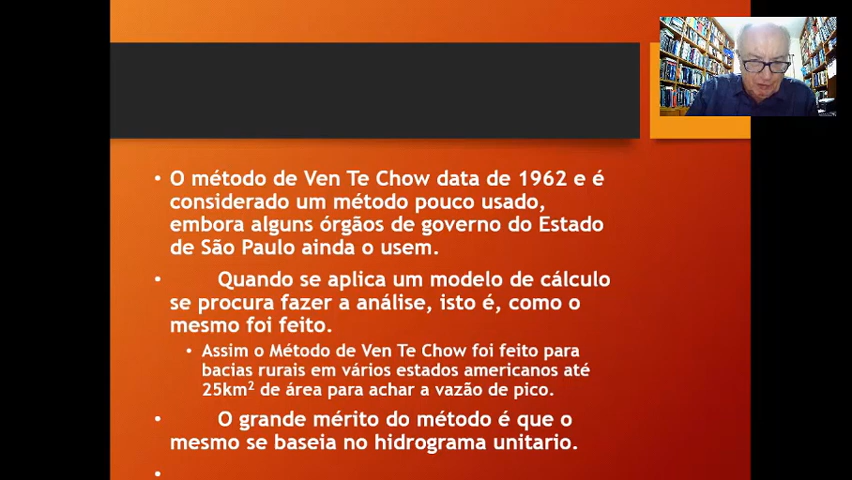 • O método de Ven Te Chow data de 1962 e é
considerado um método pouco usado,
embora alguns órgãos de governo do Estado
de São Paulo ainda o usem.
• Quando se aplica um modelo de cálculo
se procura fazer a análise, isto é, como o
mesmo foi feito.
• Assim o Método de Ven Te Chow foi feito para
bacias rurais em vários estados americanos até
25km² de área para achar a vazão de pico.
• O grande mérito do método é que o
mesmo se baseia no hidrograma unitario.
•